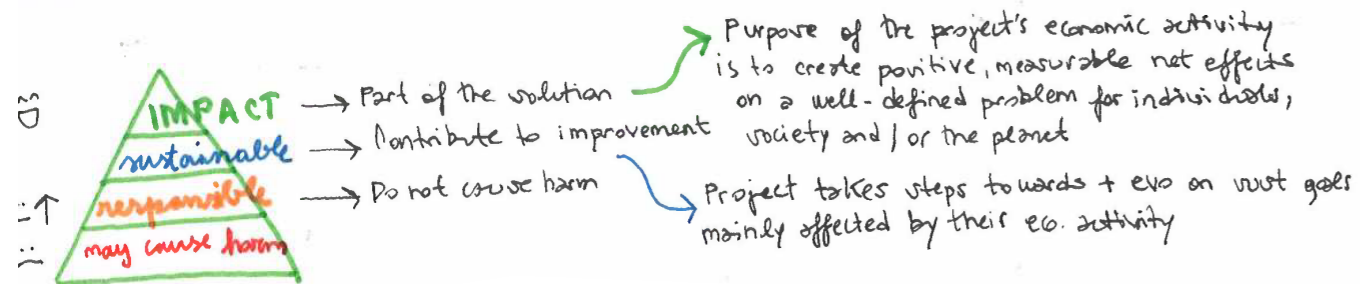 IMPACT → Part of the solution
sustainable → Contribute to improvement
responsible → Do not cause harm
may cause harm
Purpose of the project's economic activity
is to create positive, measurable net effects
on a well-defined problem for individuals,
society and / or the planet
Project takes steps towards + evo on sust goals
mainly affected by their ec. activity